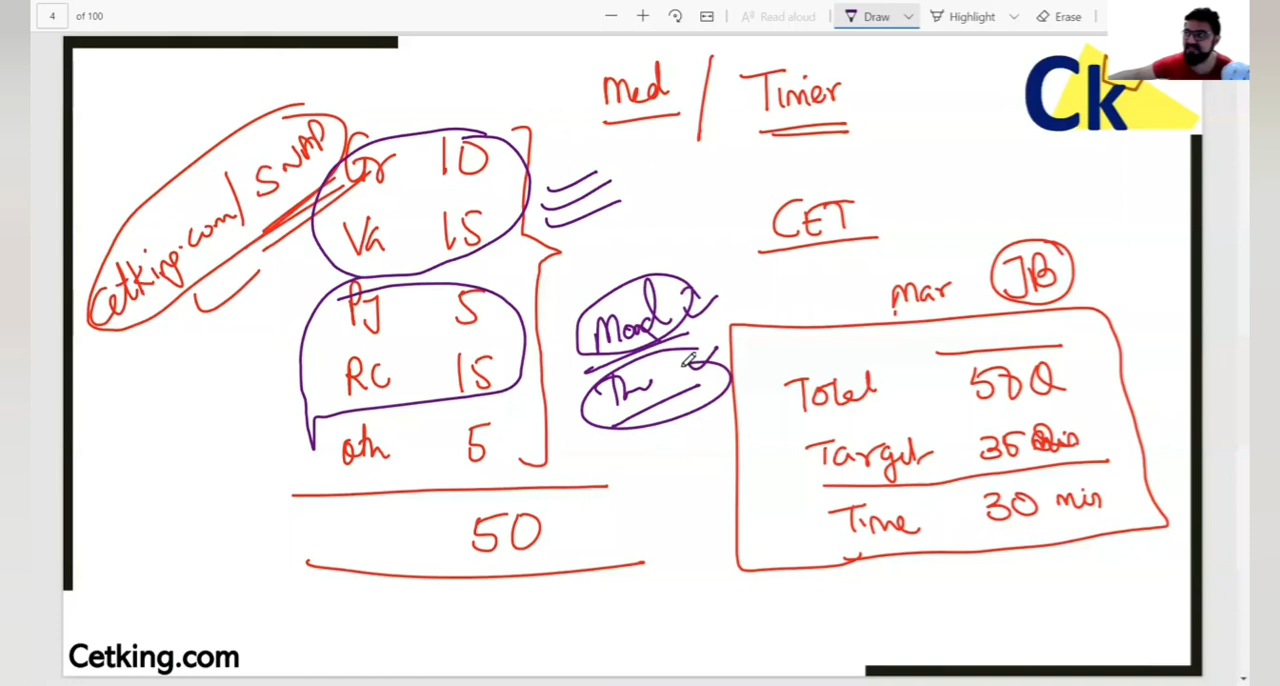 4 of 100
Read aloud
Draw
Highlight
Erase
Med / Timer
Ck
cetking.com/SNAP
Gr 10
Va 15
PJ 5
RC 15
oth 5
50
CET
Mar JB
Total 50Q
Target 35
Time 30 min
Cetking.com